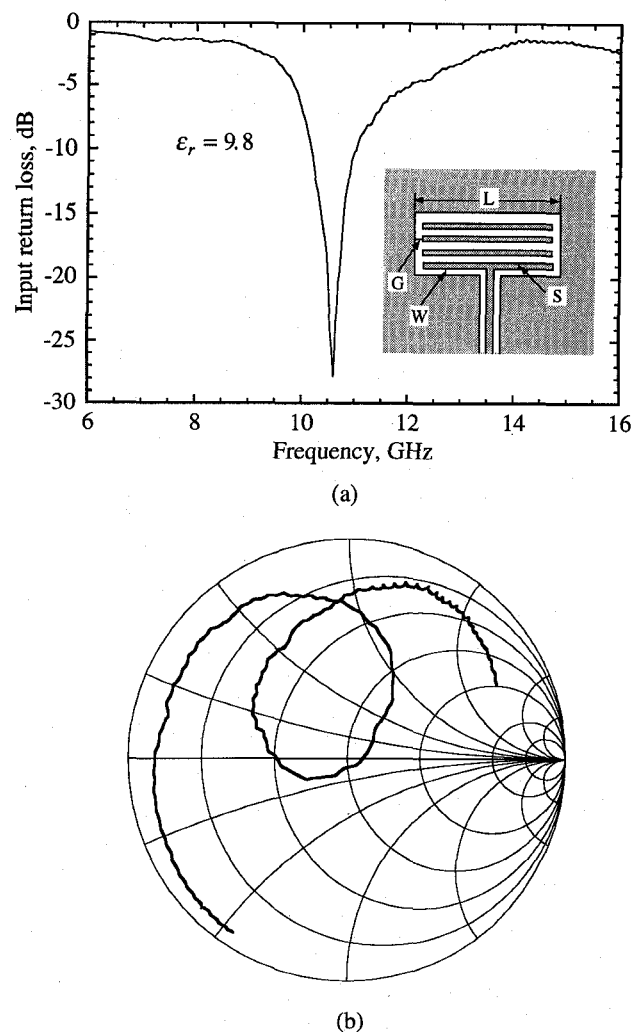 0
-5
-10
-15
-20
-25
-30
Input return loss, dB
εr = 9.8
L
G
W
S
6
8
10
12
14
16
Frequency, GHz
(a)
(b)